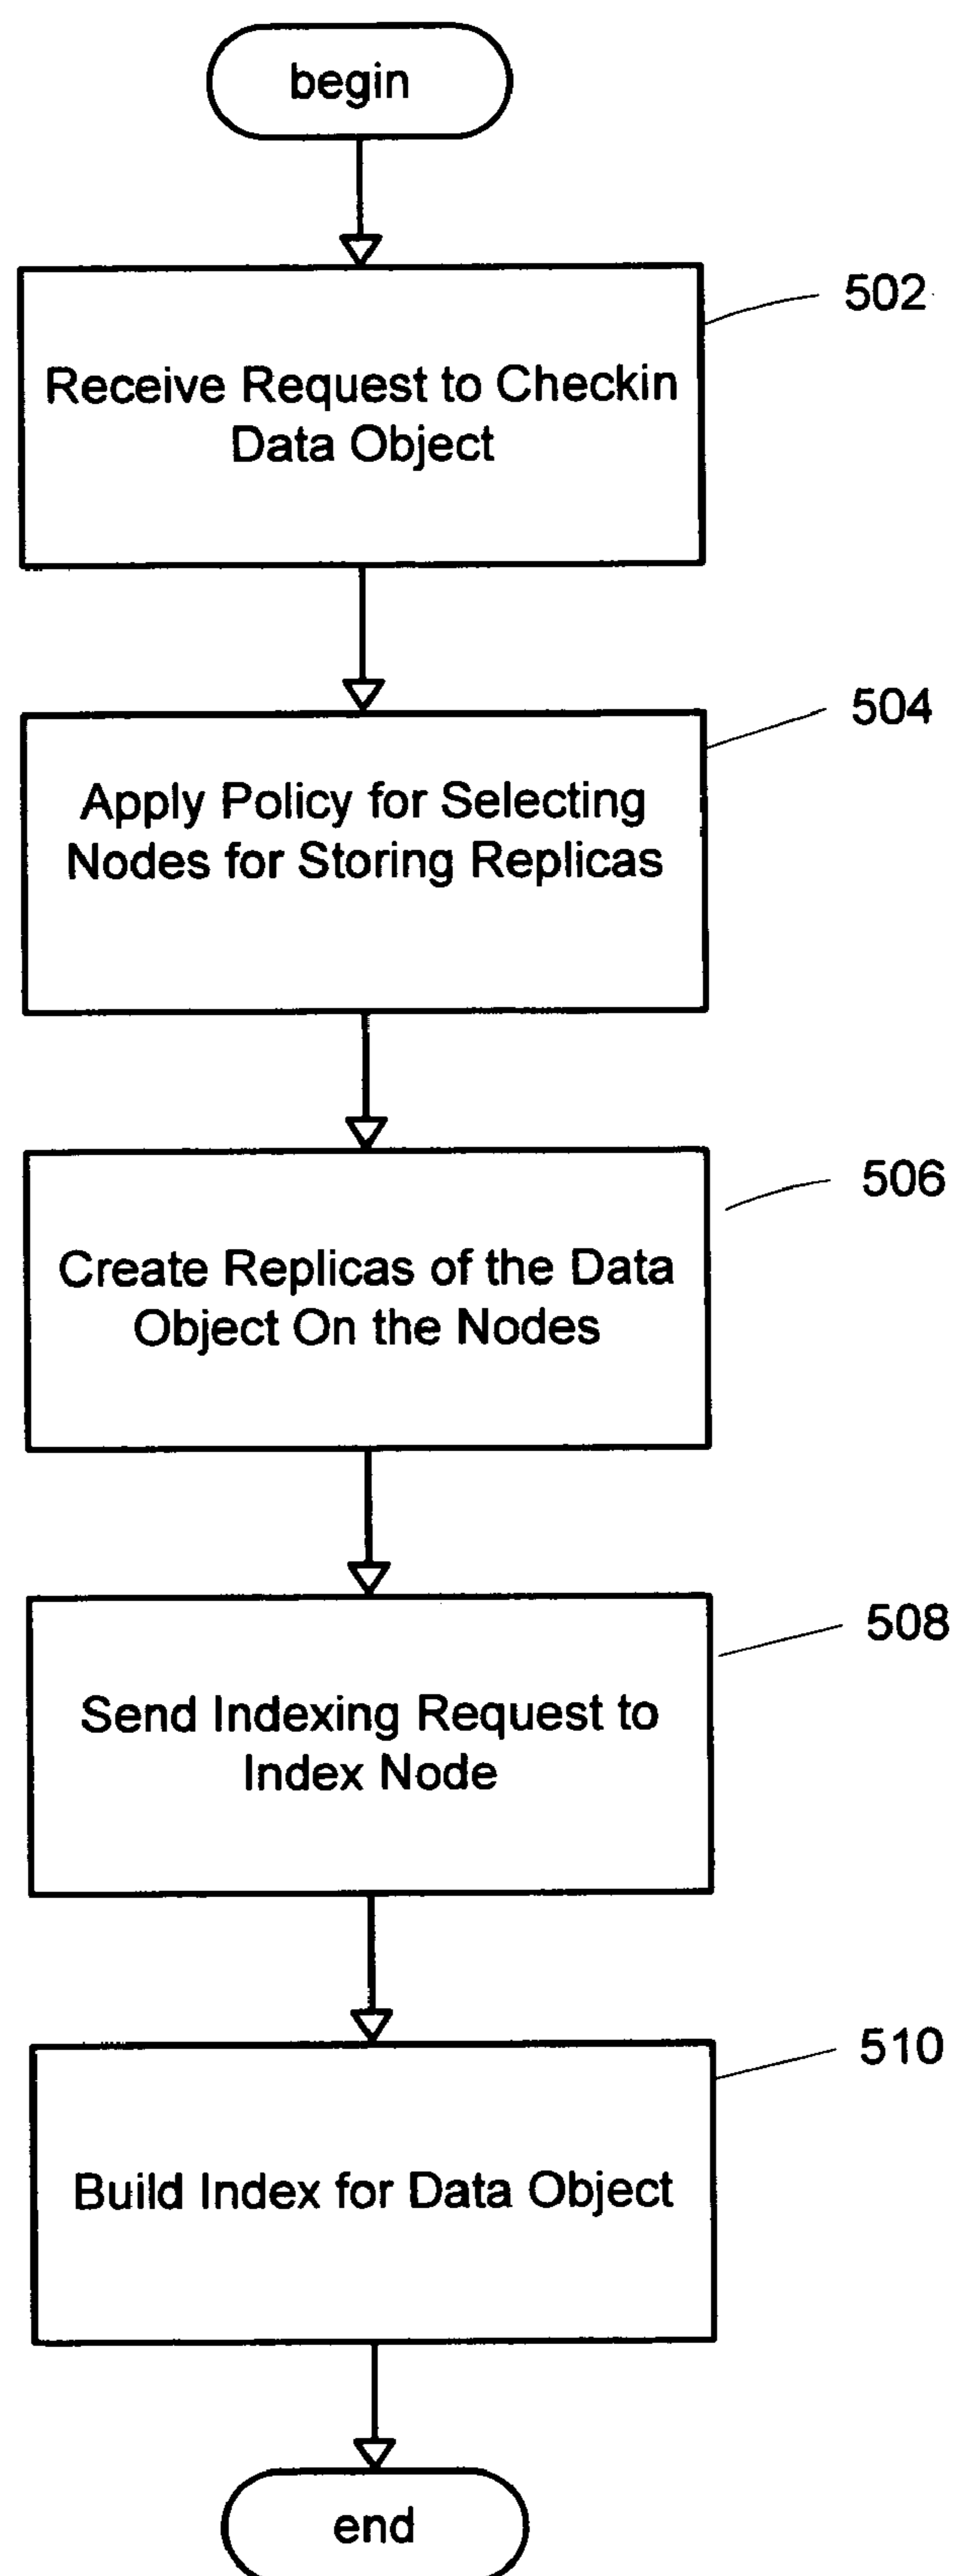 begin
502
Receive Request to Checkin
Data Object
504
Apply Policy for Selecting
Nodes for Storing Replicas
506
Create Replicas of the Data
Object On the Nodes
508
Send Indexing Request to
Index Node
510
Build Index for Data Object
end